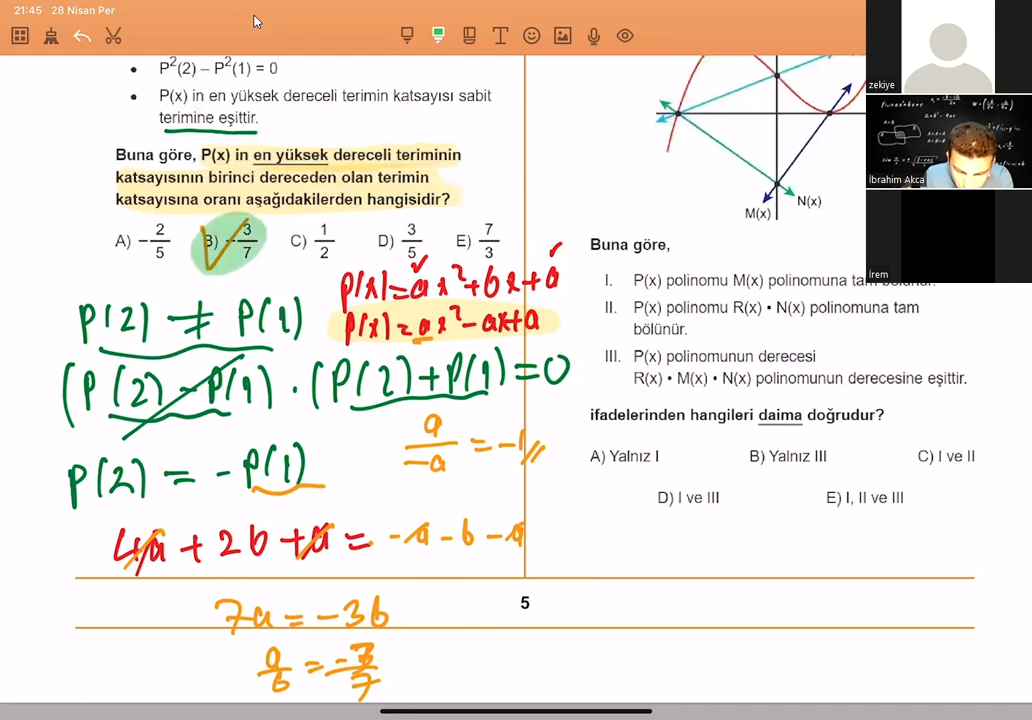 21:45 28 Nisan Per
• P²(2) – P²(1) = 0
• P(x) in en yüksek dereceli terimin katsayısı sabit
terimine eşittir.
Buna göre, P(x) in en yüksek dereceli teriminin
katsayısının birinci dereceden olan terimin
katsayısına oranı aşağıdakilerden hangisidir?
A) -2/5 B) -3/7 C) 1/2 D) 3/5 E) 7/3
P(x) = ax² + bx + a
P(x) = ax² - ax + a
P(2) ≠ P(1)
(P(2) - P(1)) . (P(2) + P(1)) = 0
a/-a = -1//
P(2) = - P(1)
4a + 2b + a = -a - b - a
7a = -3b
a/b = -3/7
M(x)
N(x)
Buna göre,
I. P(x) polinomu M(x) polinomuna tam bölünür.
II. P(x) polinomu R(x) • N(x) polinomuna tam
bölünür.
III. P(x) polinomunun derecesi
R(x) • M(x) • N(x) polinomunun derecesine eşittir.
ifadelerinden hangileri daima doğrudur?
A) Yalnız I B) Yalnız III C) I ve II
D) I ve III E) I, II ve III
5
zekiye
İbrahim Akca
İrem